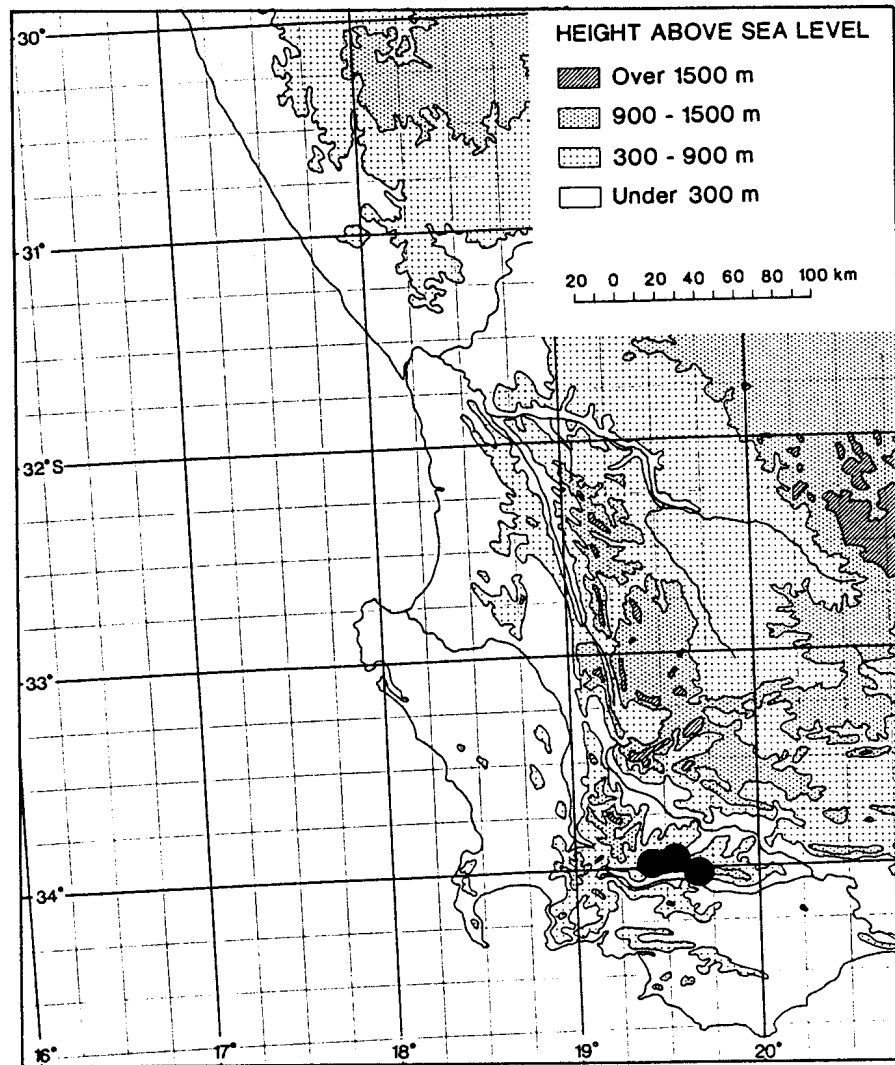 30°
HEIGHT ABOVE SEA LEVEL
Over 1500 m
900 - 1500 m
300 - 900 m
Under 300 m
31°
20 0 20 40 60 80 100 km
32°S
33°
34°
16° 17° 18° 19° 20°